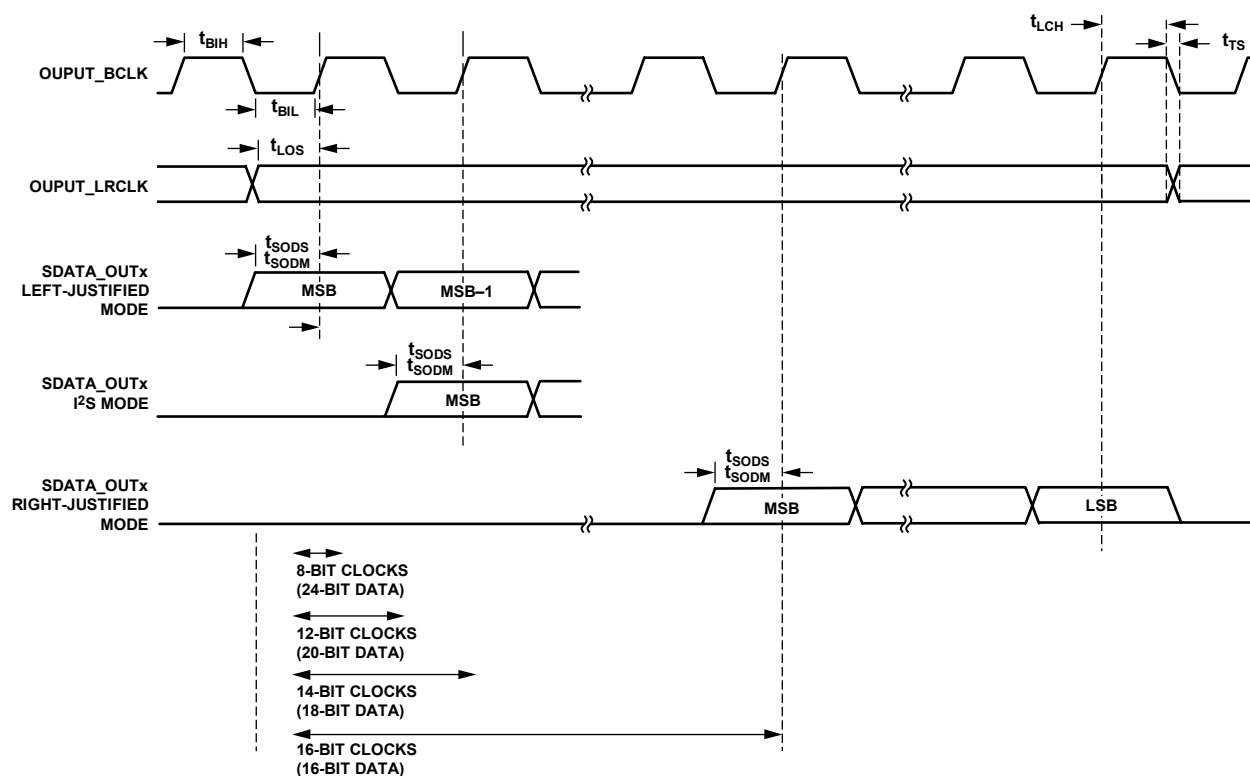 tLCH
tBIH
tTS
OUPUT_BCLK
tBIL
tLOS
OUPUT_LRCLK
tSODS
tSODM
SDATA_OUTx
LEFT-JUSTIFIED
MODE
MSB
MSB–1
tSODS
tSODM
SDATA_OUTx
I2S MODE
MSB
tSODS
tSODM
SDATA_OUTx
RIGHT-JUSTIFIED
MODE
MSB
LSB
8-BIT CLOCKS
(24-BIT DATA)
12-BIT CLOCKS
(20-BIT DATA)
14-BIT CLOCKS
(18-BIT DATA)
16-BIT CLOCKS
(16-BIT DATA)